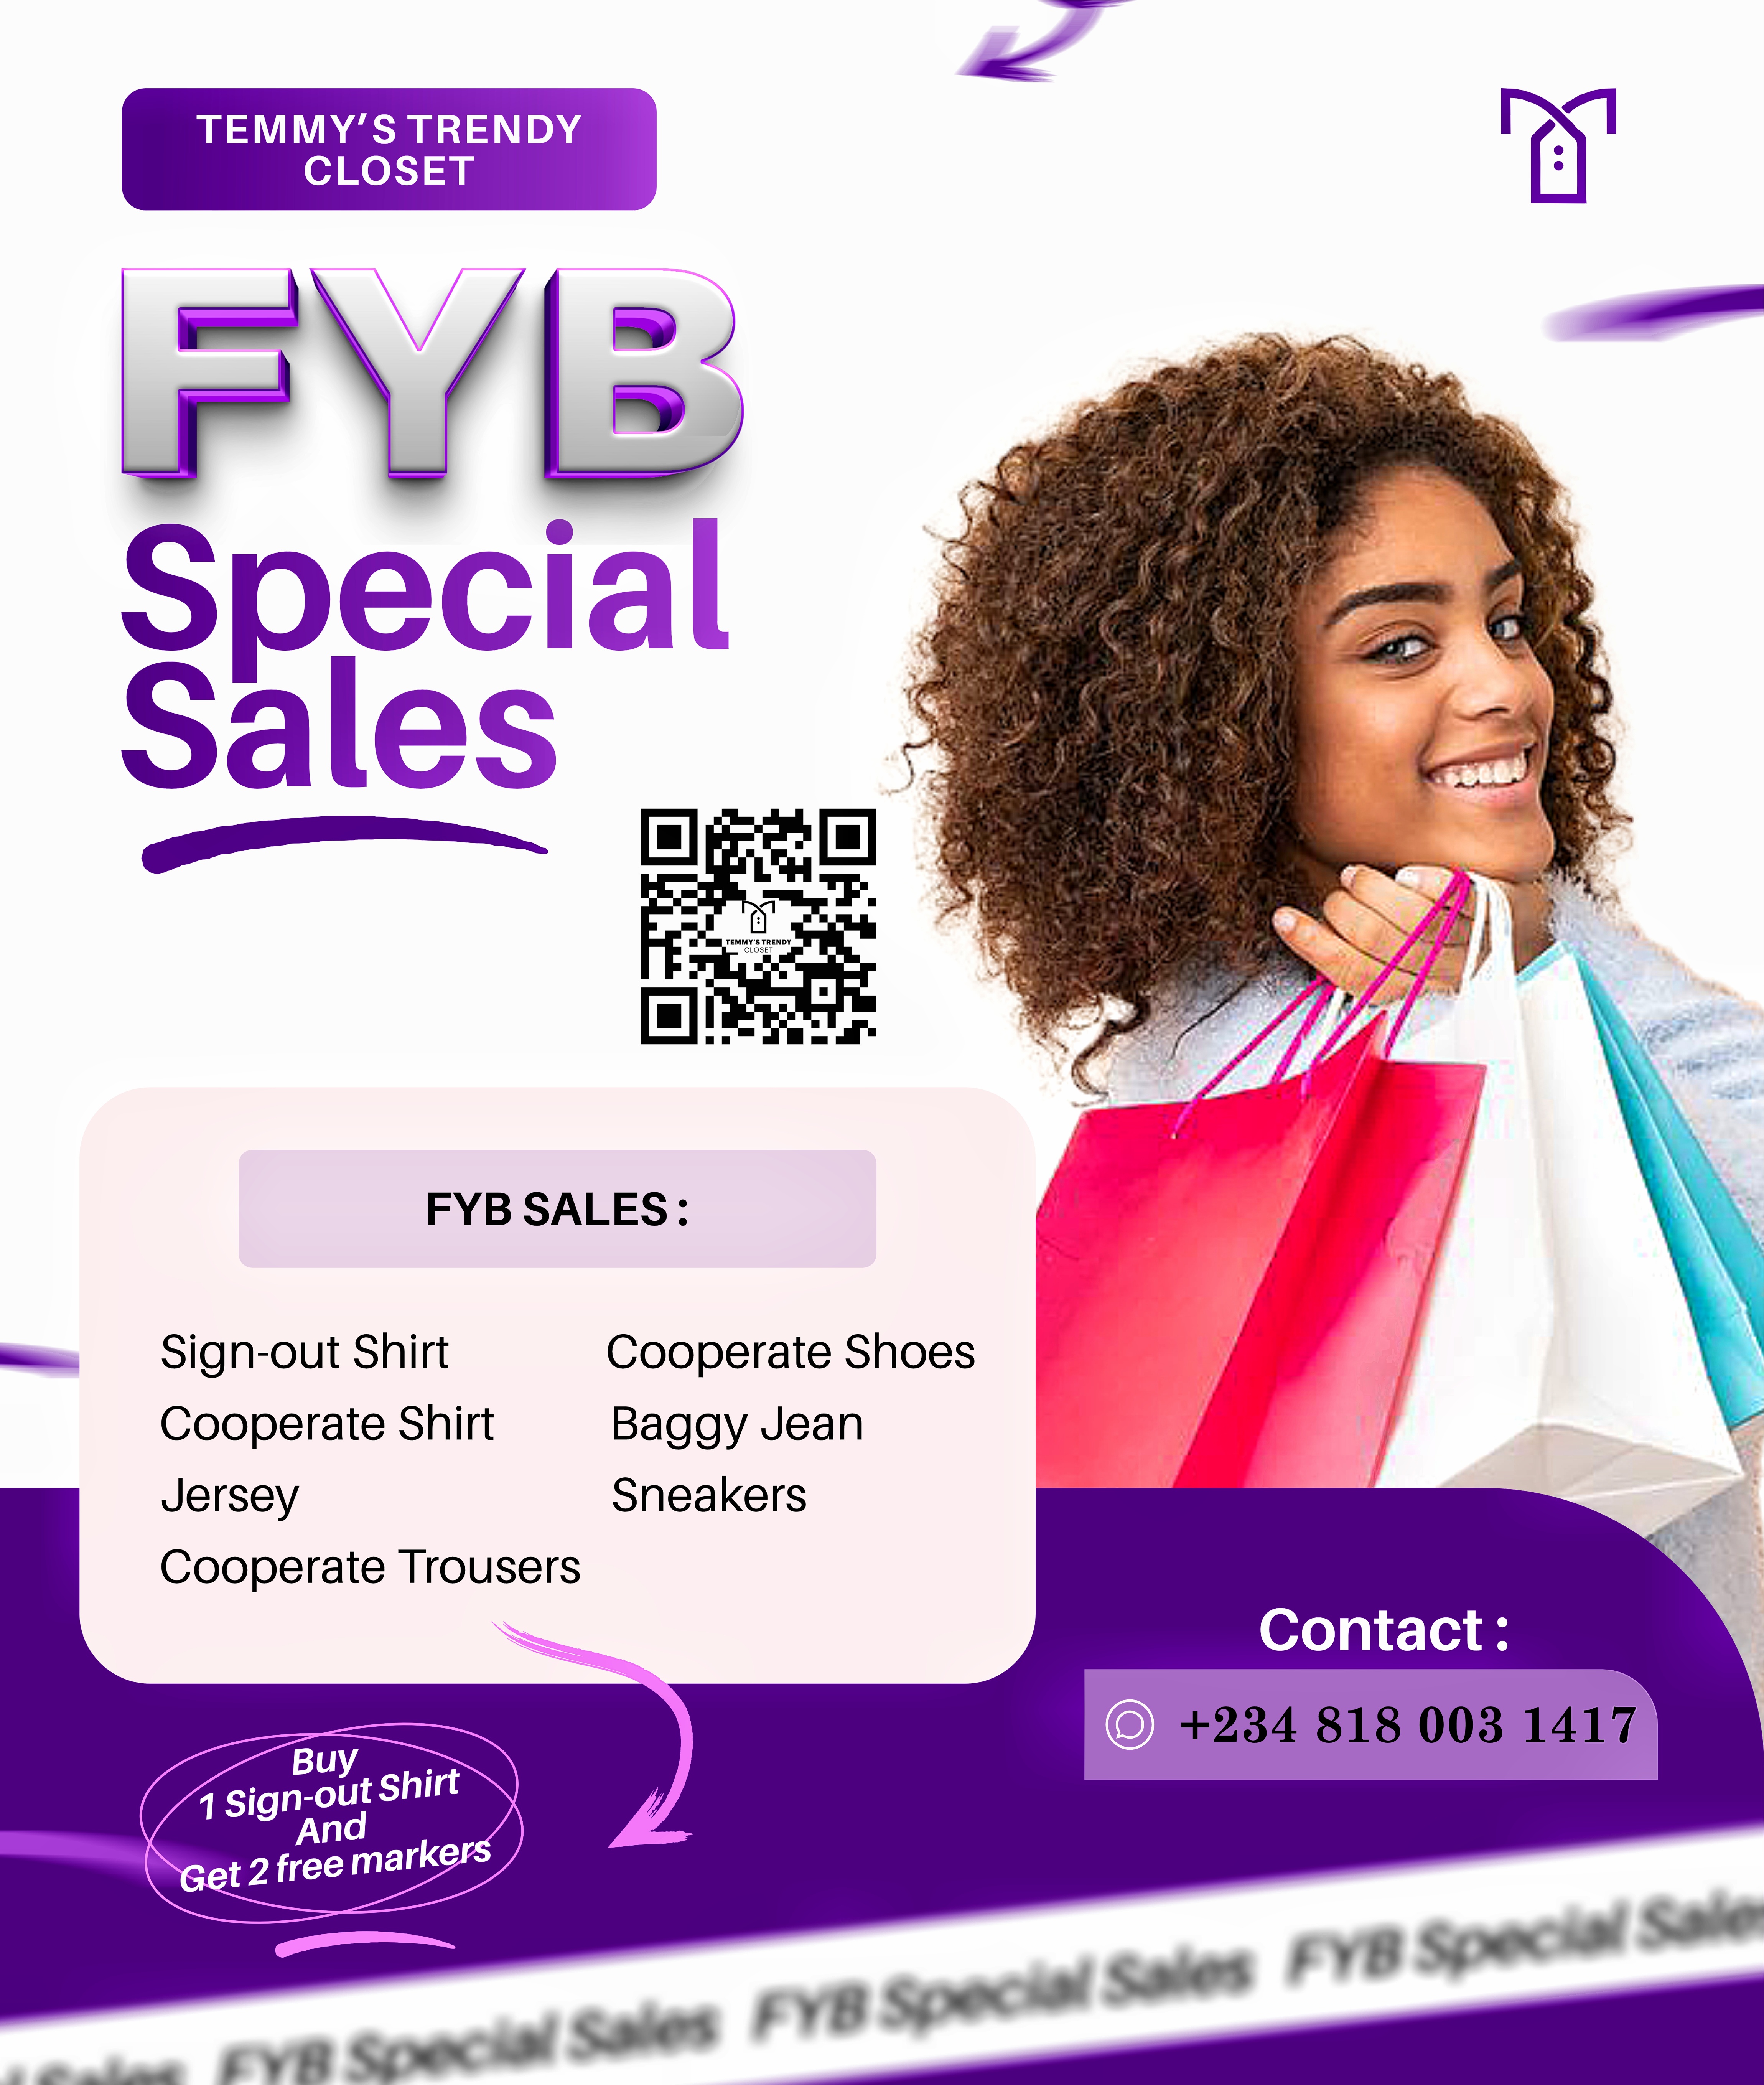 TEMMY'S TRENDY
CLOSET
FYB
Special
Sales
TEMMY'S TRENDY
CLOSET
FYB SALES :
Sign-out Shirt
Cooperate Shirt
Jersey
Cooperate Trousers
Cooperate Shoes
Baggy Jean
Sneakers
Contact :
+234 818 003 1417
Buy
1 Sign-out Shirt
And
Get 2 free markers
l Sales FYB Special Sales FYB Special Sales FYB Special Sales